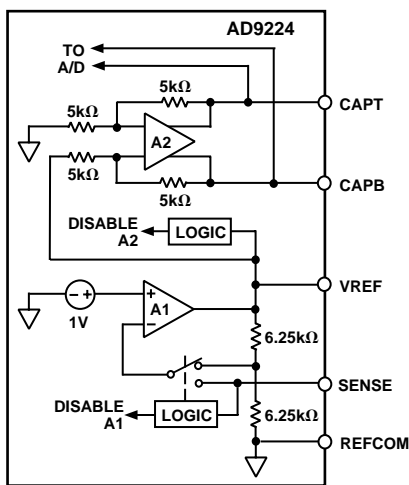 AD9224
TO
A/D
5kΩ
CAPT
5kΩ
A2
5kΩ
5kΩ
CAPB
DISABLE
A2
LOGIC
VREF
A1
1V
6.25kΩ
SENSE
DISABLE
A1
LOGIC
6.25kΩ
REFCOM